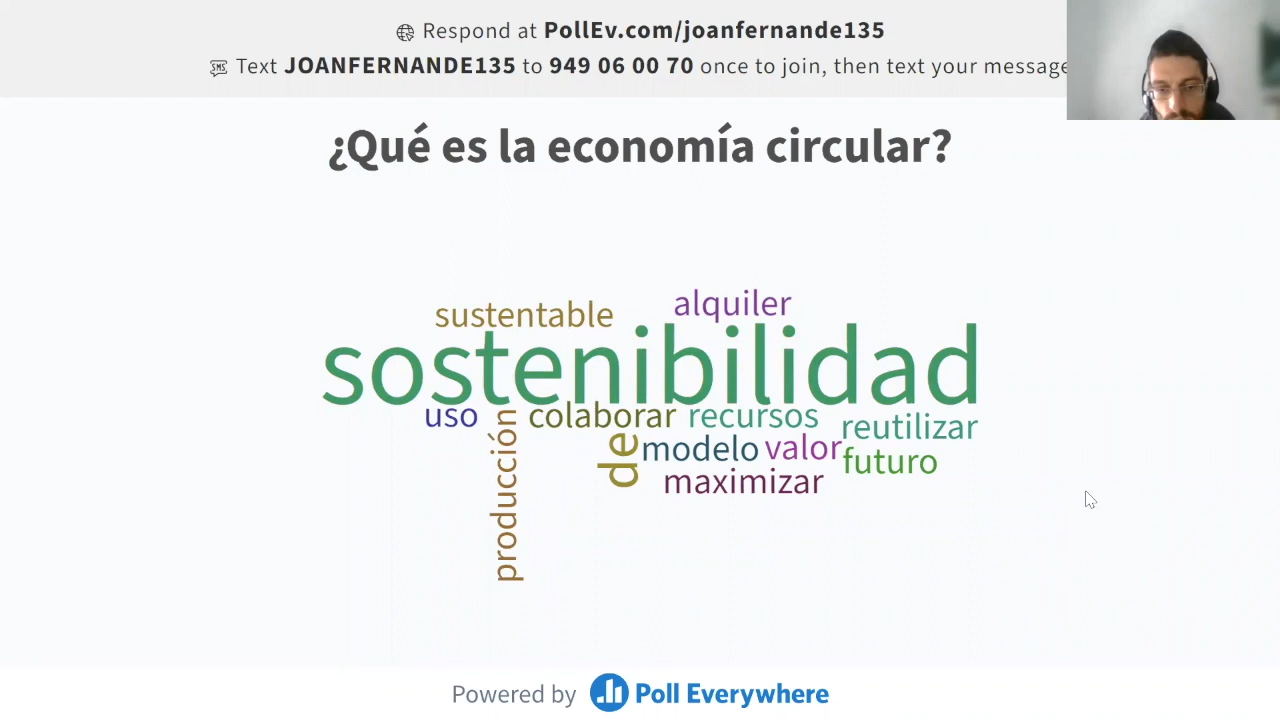 Respond at PollEv.com/joanfernande135
SMS Text JOANFERNANDE135 to 949 06 00 70 once to join, then text your message
¿Qué es la economía circular?
sustentable alquiler
sostenibilidad
uso colaborar recursos reutilizar
de modelo valor futuro
maximizar
producción
Powered by Poll Everywhere